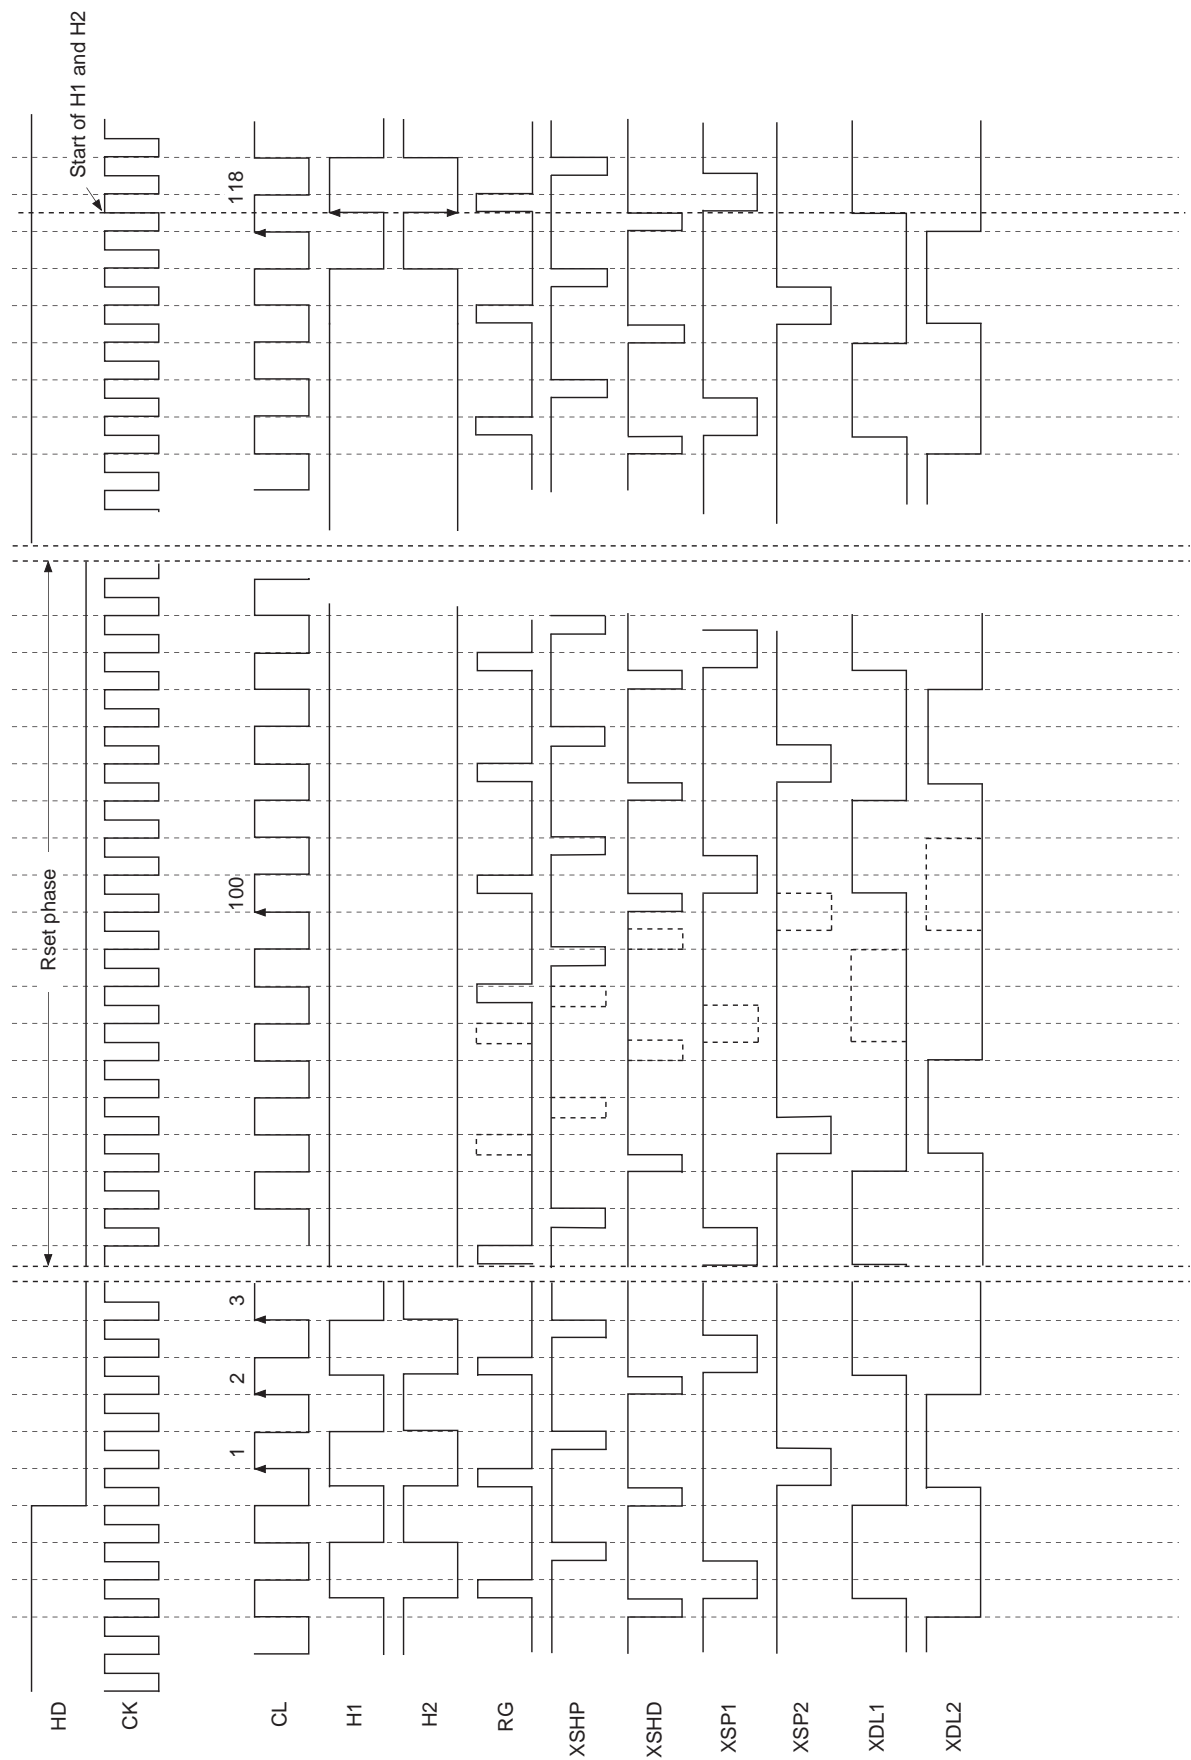 HD
CK
CL
H1
H2
RG
XSHP
XSHD
XSP1
XSP2
XDL1
XDL2
1
2
3
Rset phase
100
118
Start of H1 and H2